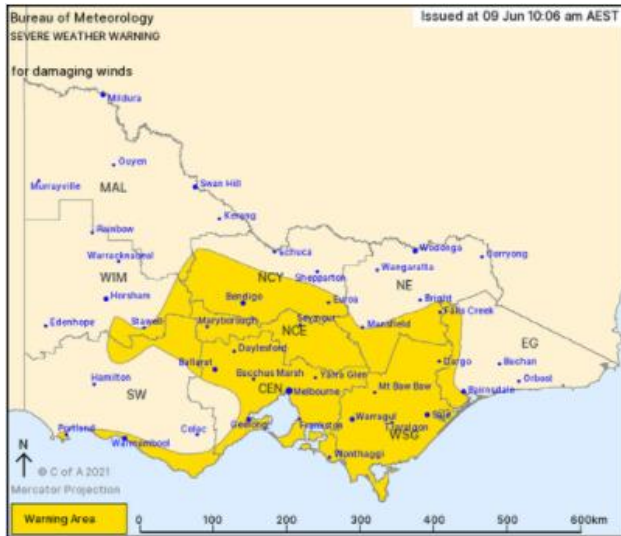 Bureau of Meteorology
Issued at 09 Jun 10:06 am AEST
SEVERE WEATHER WARNING
for damaging winds
Mildura
Ouyen
Murrayville
MAL
Swan Hill
Kerang
Rainbow
Echuca
Wodonga
Corryong
Warracknabeal
Shepparton
Wangaratta
WIM
NCY
NE
Horsham
Bendigo
Euroa
Bright
Falls Creek
Edenhope
Stawell
Maryborough
Seymour
NCE
Mansfield
EG
Daylesford
Ballarat
Dargo
Buchan
Bacchus Marsh
Yarra Glen
Hamilton
Mt Baw Baw
Orbost
SW
CEN
Melbourne
Bairnsdale
Portland
Colac
Geelong
Frankston
Warragul
Sale
Traralgon
Warrnambool
WSG
Wonthaggi
N
© C of A 2021
Mercator Projection
Warning Area
0 100 200 300 400 600km